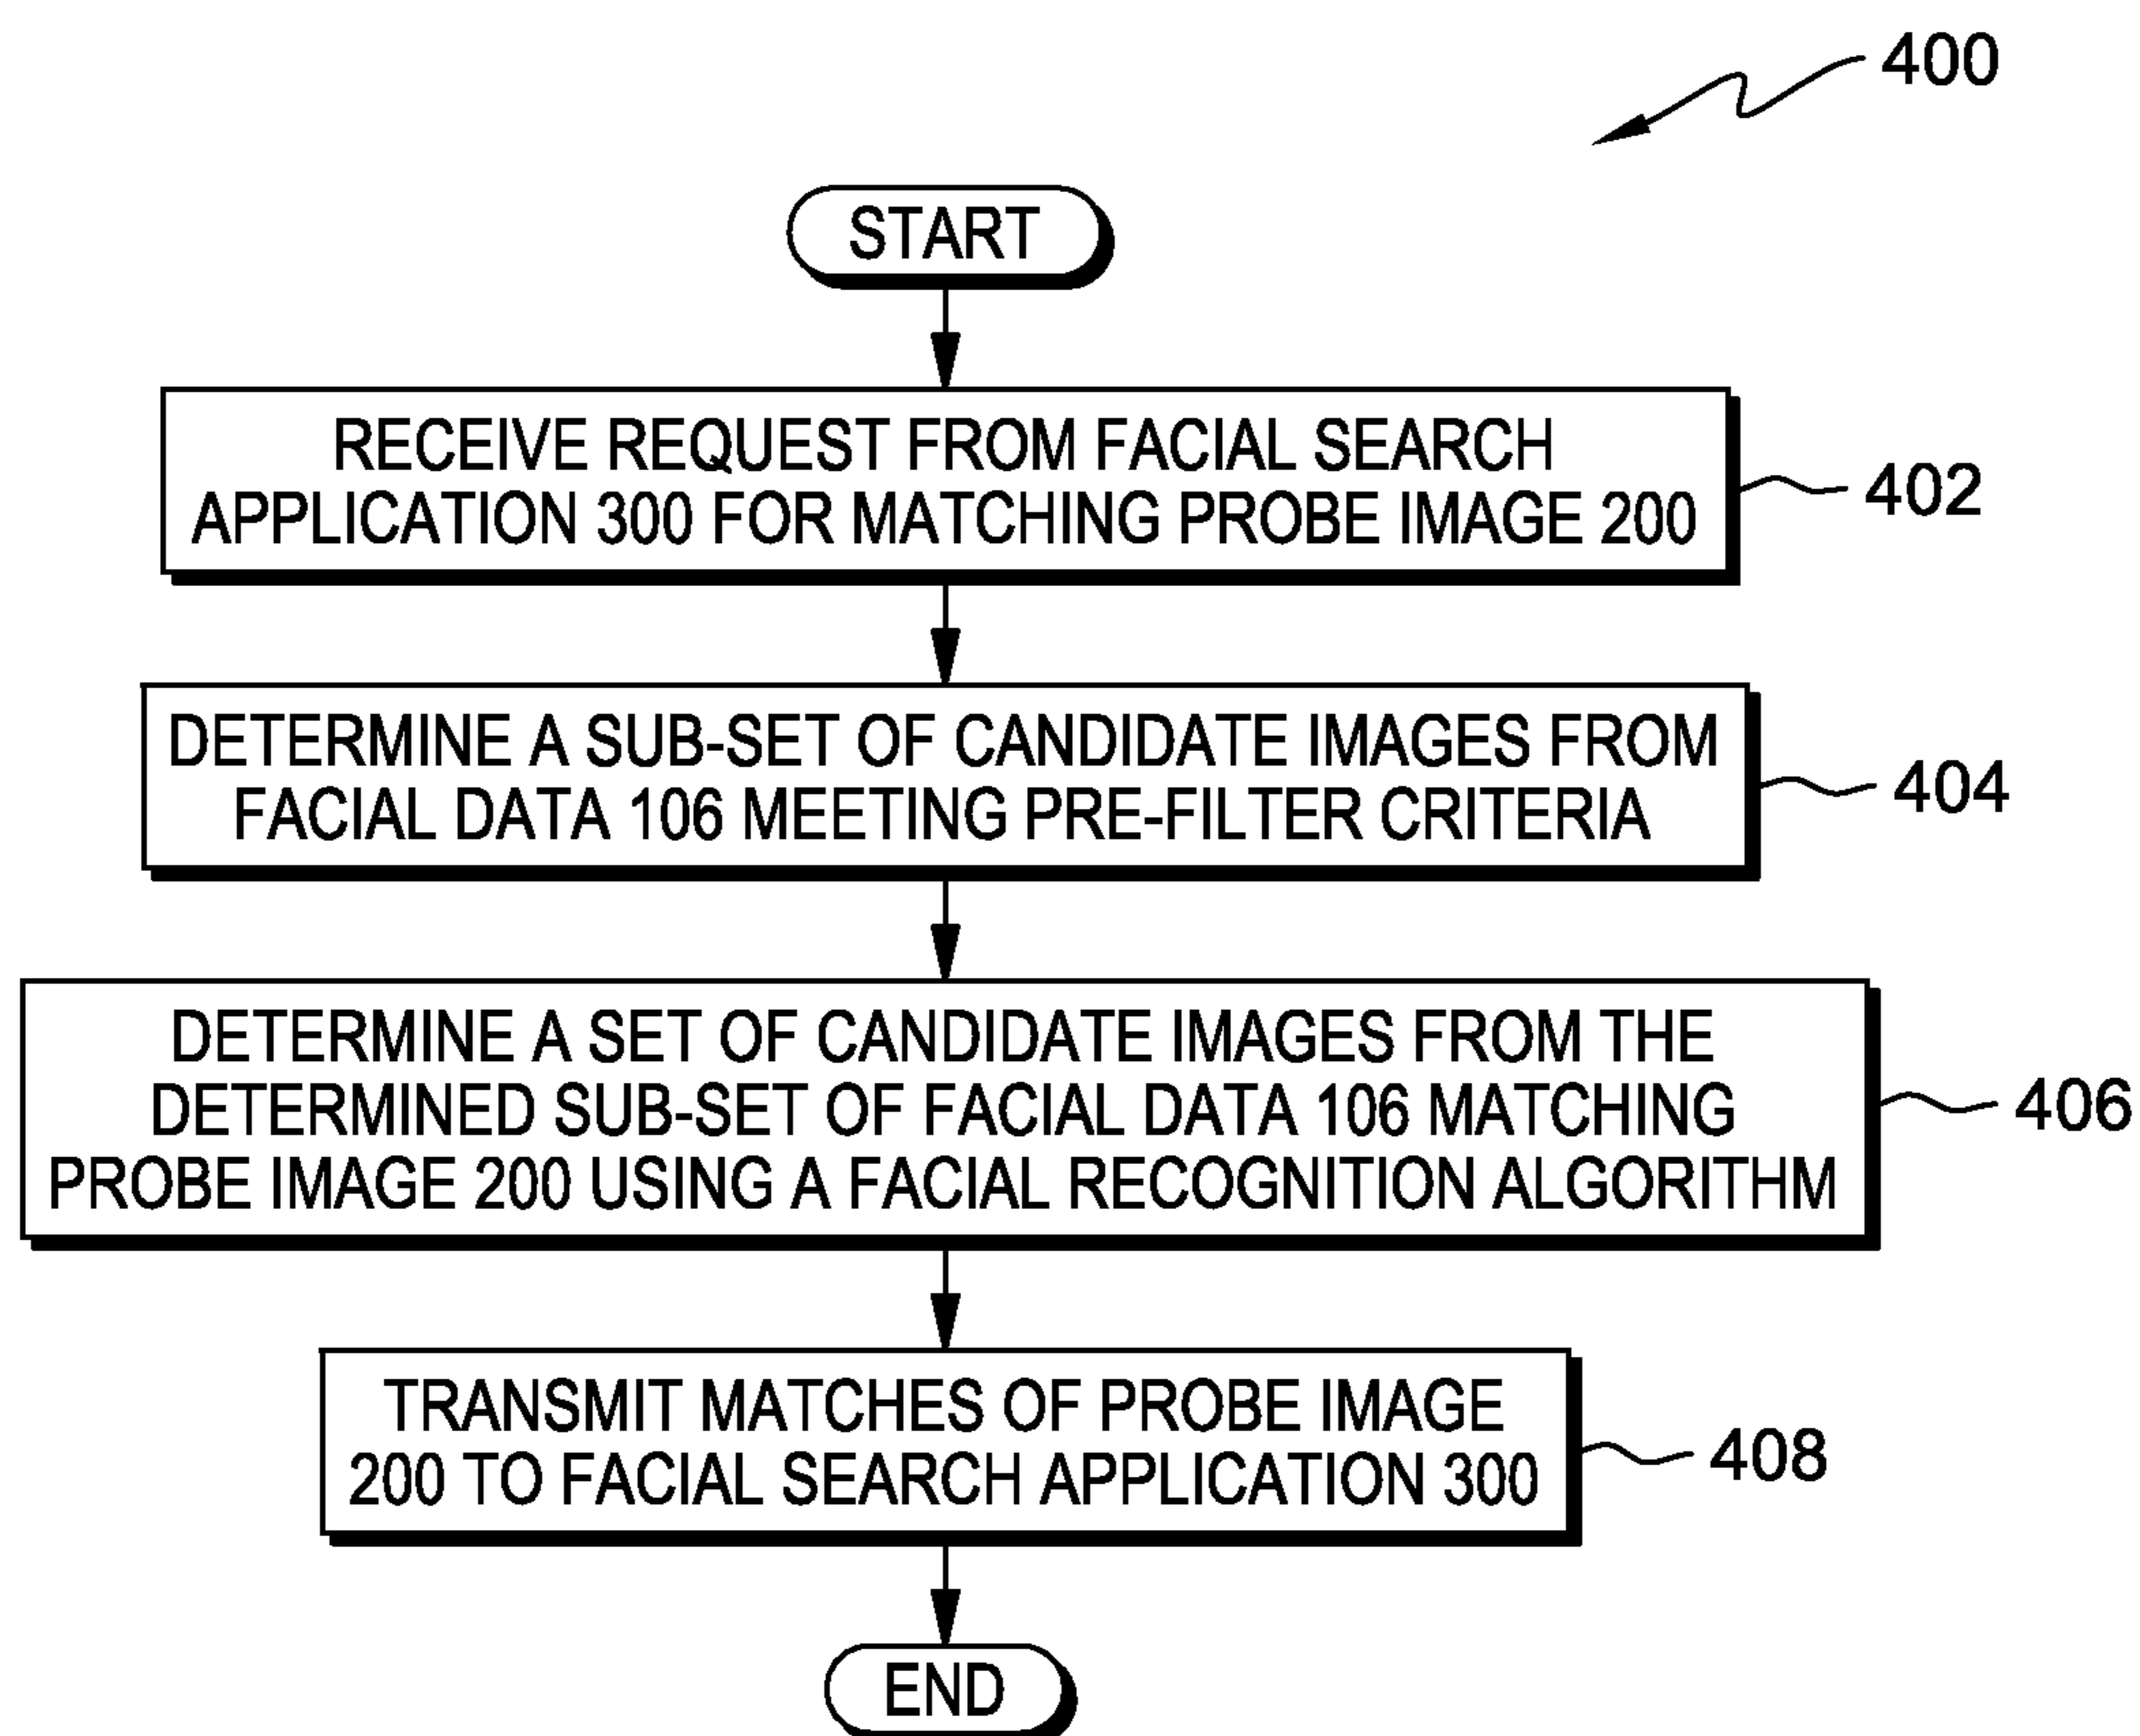 400
START
RECEIVE REQUEST FROM FACIAL SEARCH
APPLICATION 300 FOR MATCHING PROBE IMAGE 200
402
DETERMINE A SUB-SET OF CANDIDATE IMAGES FROM
FACIAL DATA 106 MEETING PRE-FILTER CRITERIA
404
DETERMINE A SET OF CANDIDATE IMAGES FROM THE
DETERMINED SUB-SET OF FACIAL DATA 106 MATCHING
PROBE IMAGE 200 USING A FACIAL RECOGNITION ALGORITHM
406
TRANSMIT MATCHES OF PROBE IMAGE
200 TO FACIAL SEARCH APPLICATION 300
408
END